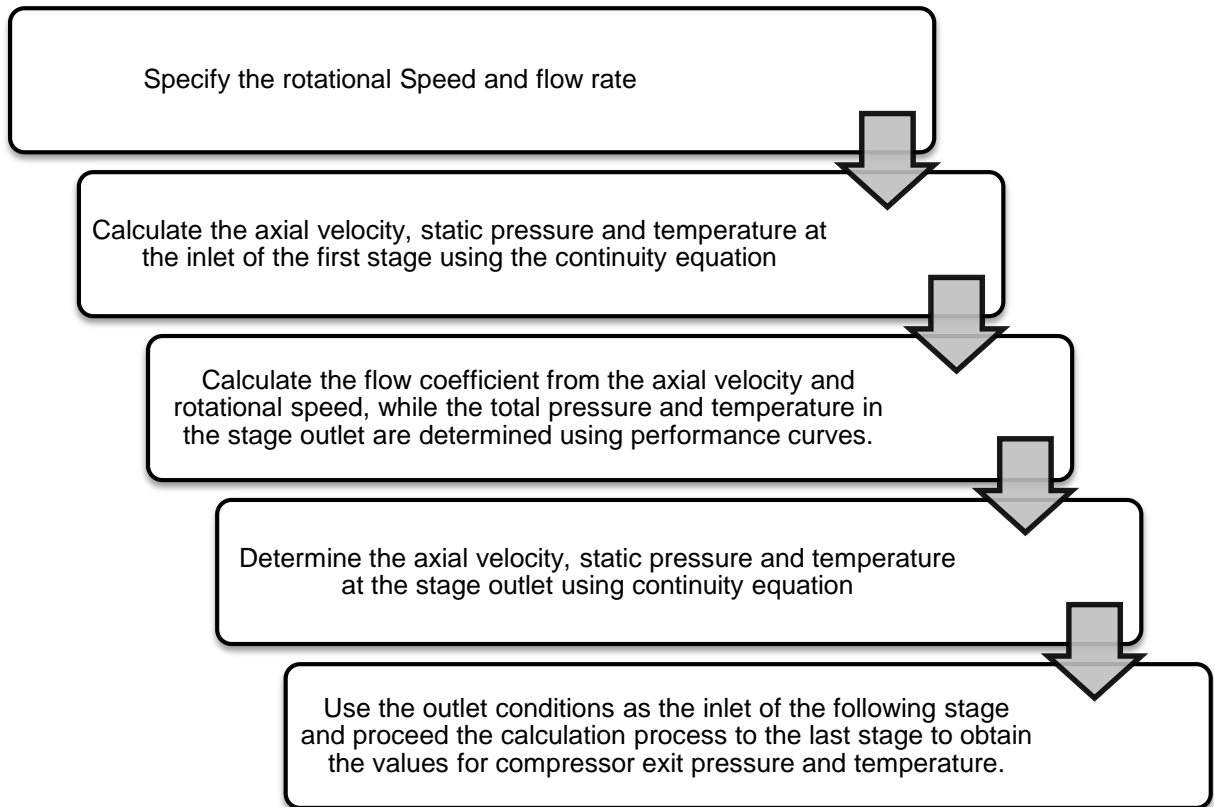 Specify the rotational Speed and flow rate
Calculate the axial velocity, static pressure and temperature at
the inlet of the first stage using the continuity equation
Calculate the flow coefficient from the axial velocity and
rotational speed, while the total pressure and temperature in
the stage outlet are determined using performance curves.
Determine the axial velocity, static pressure and temperature
at the stage outlet using continuity equation
Use the outlet conditions as the inlet of the following stage
and proceed the calculation process to the last stage to obtain
the values for compressor exit pressure and temperature.